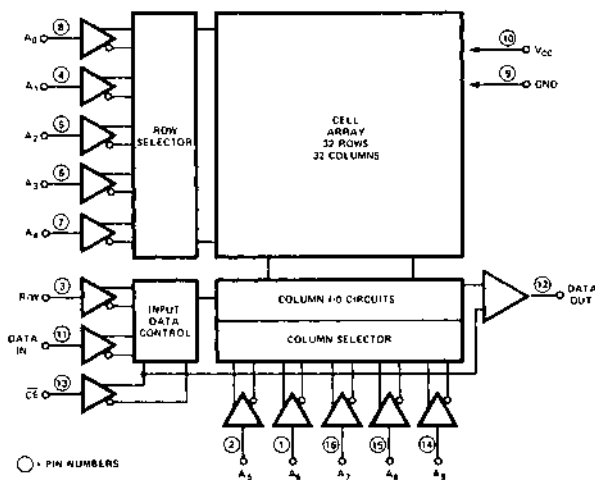 A0 8
A1 4
A2 5
A3 6
A4 7
ROW
SELECTOR
CELL
ARRAY
32 ROWS
32 COLUMNS
10 VCC
9 GND
R/W 3
DATA
IN 11
CE 13
INPUT
DATA
CONTROL
COLUMN I/O CIRCUITS
COLUMN SELECTOR
12 DATA
OUT
2 1 16 15 14
A5 A6 A7 A8 A9
= PIN NUMBERS